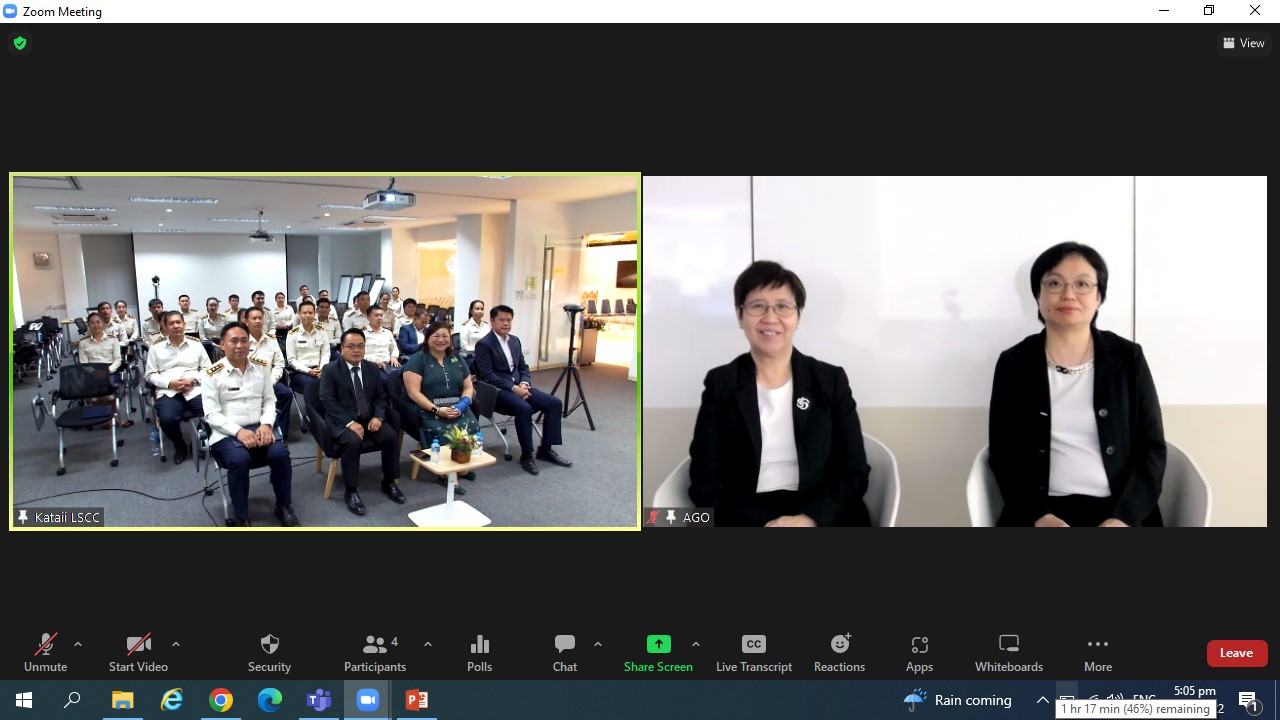 Zoom Meeting
View
Kataii LSCC
AGO
Unmute
Start Video
Security
4
Participants
Polls
Chat
Share Screen
CC
Live Transcript
Reactions
Apps
Whiteboards
More
Leave
Rain coming
ENG
5:05 pm
1 hr 17 min (46%) remaining
2
1